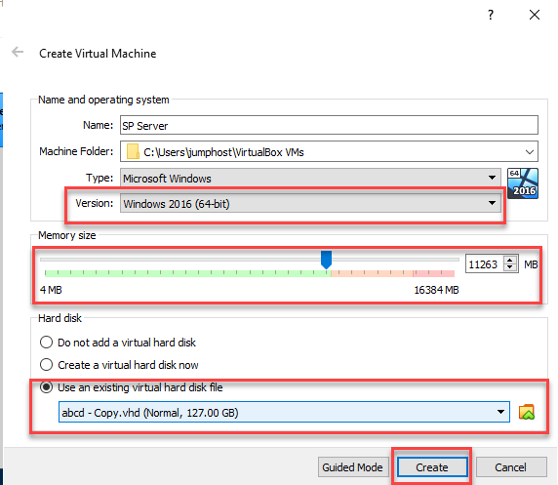 ?
Create Virtual Machine
Name and operating system
Name: SP Server
Machine Folder: C:\Users\jumphost\VirtualBox VMs
Type: Microsoft Windows
64
2016
Version: Windows 2016 (64-bit)
Memory size
11263 MB
4 MB 16384 MB
Hard disk
Do not add a virtual hard disk
Create a virtual hard disk now
Use an existing virtual hard disk file
abcd - Copy.vhd (Normal, 127.00 GB)
Guided Mode Create Cancel